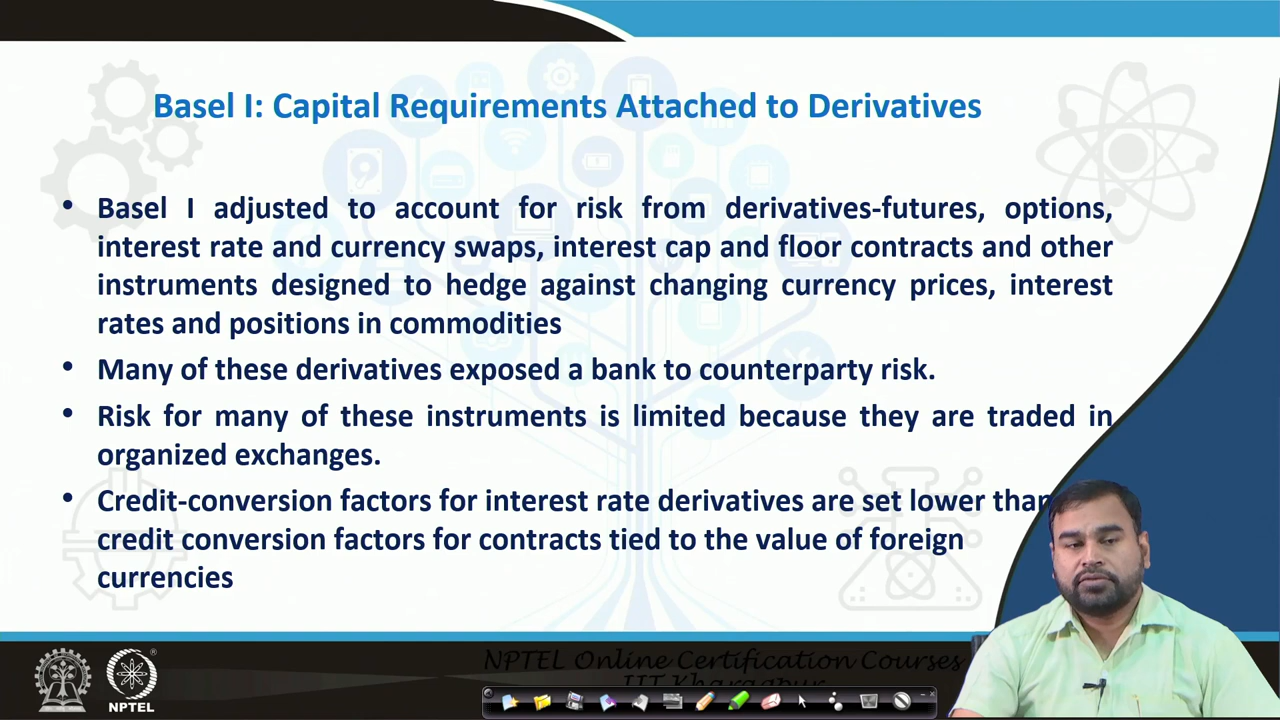 Basel I: Capital Requirements Attached to Derivatives
• Basel I adjusted to account for risk from derivatives-futures, options,
interest rate and currency swaps, interest cap and floor contracts and other
instruments designed to hedge against changing currency prices, interest
rates and positions in commodities
• Many of these derivatives exposed a bank to counterparty risk.
• Risk for many of these instruments is limited because they are traded in
organized exchanges.
• Credit-conversion factors for interest rate derivatives are set lower than
credit conversion factors for contracts tied to the value of foreign
currencies
NPTEL Online Certification Courses
IIT Kharagpur
NPTEL